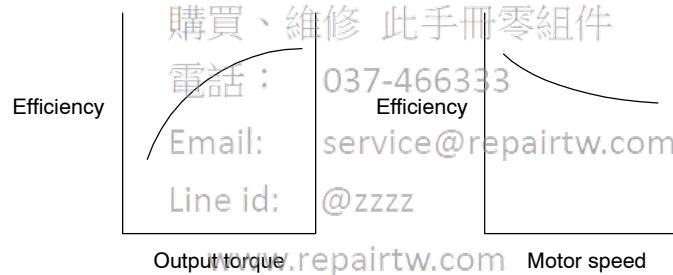 購買、維修 此手冊零組件
電話： 037-466333
Efficiency Efficiency
Email: service@repairtw.com
Line id: @zzzz
www.repairtw.com
Output torque Motor speed